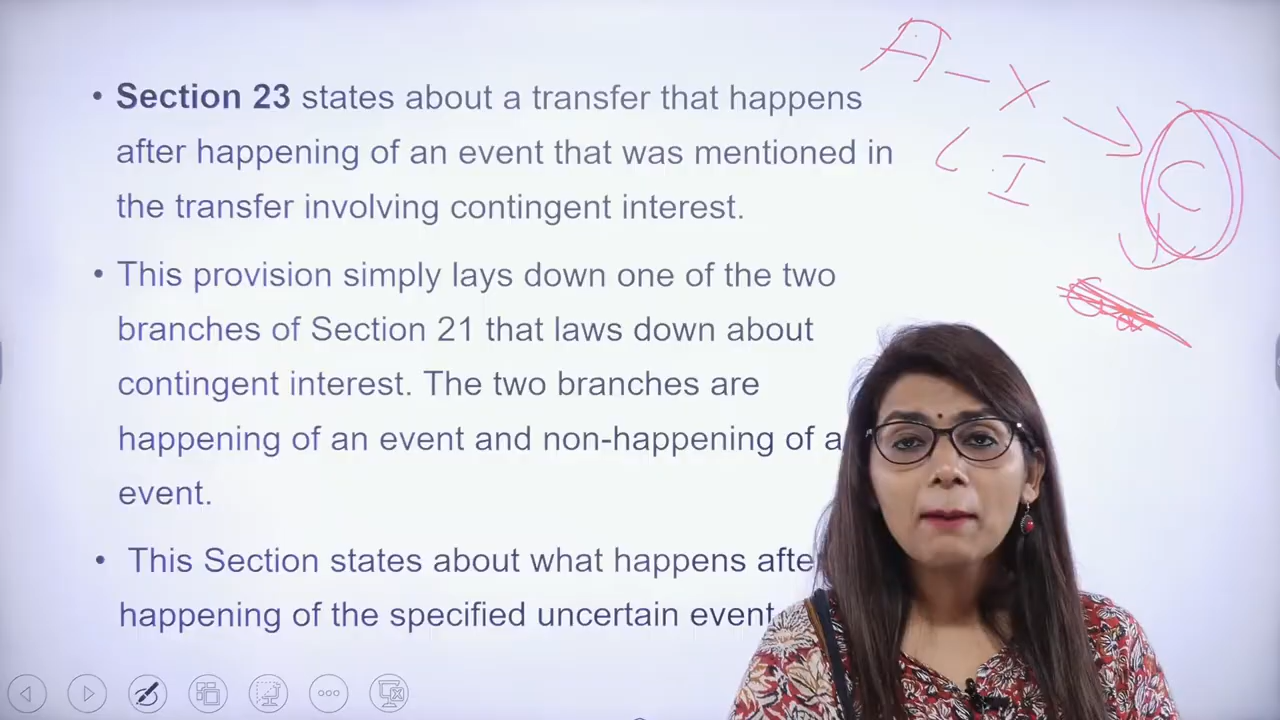 • Section 23 states about a transfer that happens
after happening of an event that was mentioned in
the transfer involving contingent interest.
• This provision simply lays down one of the two
branches of Section 21 that laws down about
contingent interest. The two branches are
happening of an event and non-happening of a
event.
• This Section states about what happens afte
happening of the specified uncertain event
A - X
C I
C